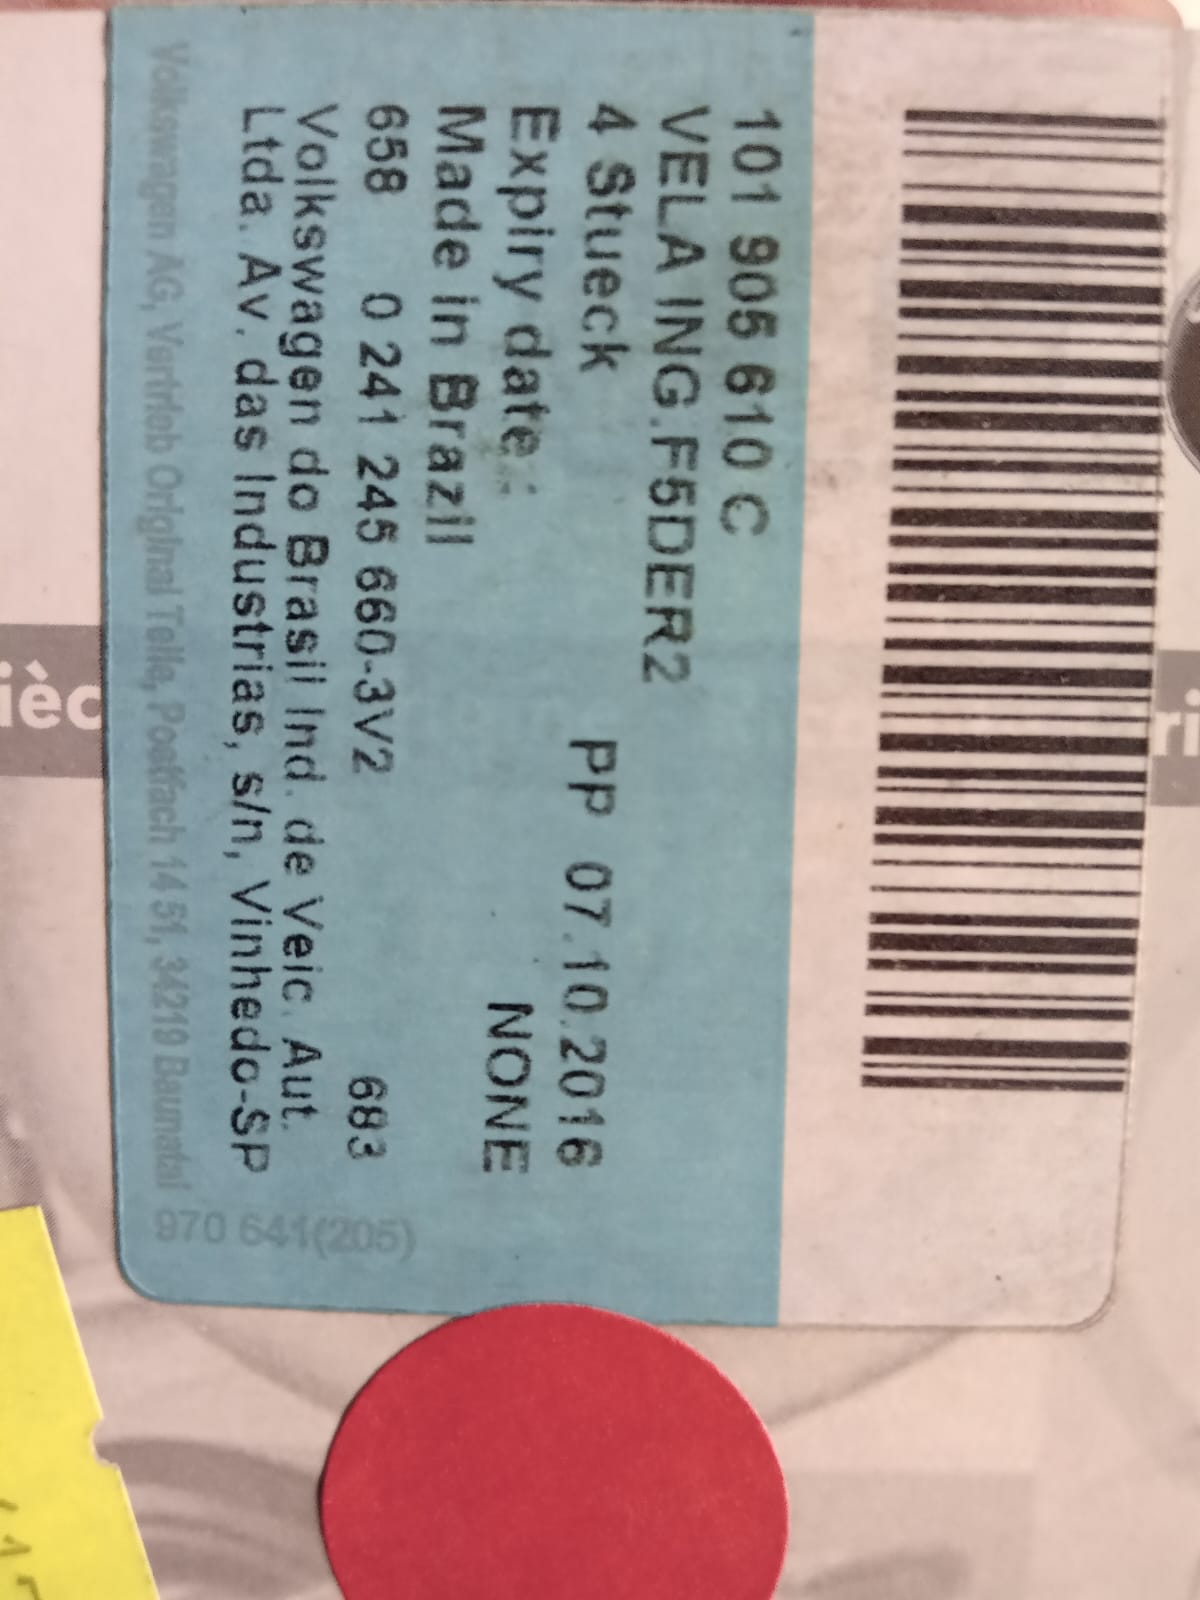 101 905 610 C
VELA ING.F5DER2
4 Stueck PP 07.10.2016
Expiry date: NONE
Made in Brazil
658 0 241 245 660-3V2 683
Volkswagen do Brasil Ind. de Veic. Aut.
Ltda. Av. das Industrias, s/n, Vinhedo-SP
Volkswagen AG, Vertrieb Original Teile, Postfach 14 51, 34219 Baunatal
970 641(205)
ièc
ri